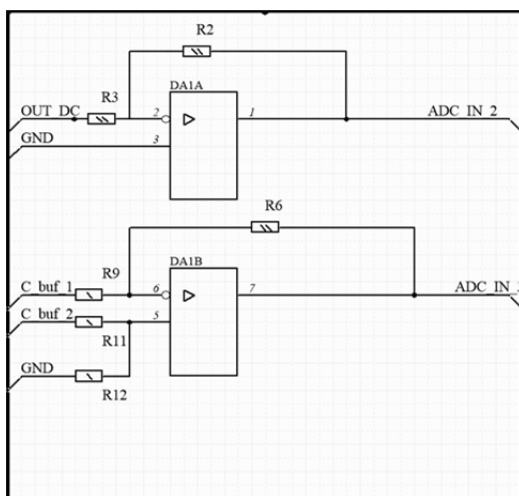 R2
R3
DA1A
OUT_DC
2
1
ADC_IN_2
GND
3
R6
DA1B
R9
C_buf_1
6
7
ADC_IN_3
C_buf_2
5
R11
GND
R12